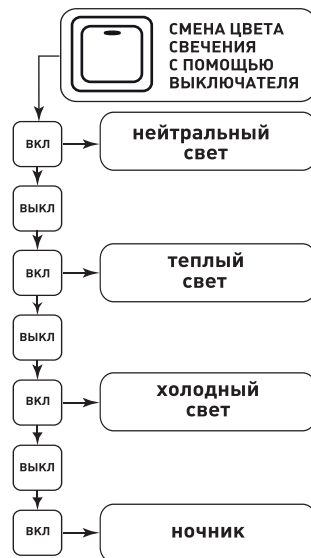 СМЕНА ЦВЕТА
СВЕЧЕНИЯ
С ПОМОЩЬЮ
ВЫКЛЮЧАТЕЛЯ
ВКЛ
нейтральный
свет
ВЫКЛ
ВКЛ
теплый
свет
ВЫКЛ
ВКЛ
холодный
свет
ВЫКЛ
ВКЛ
ночник